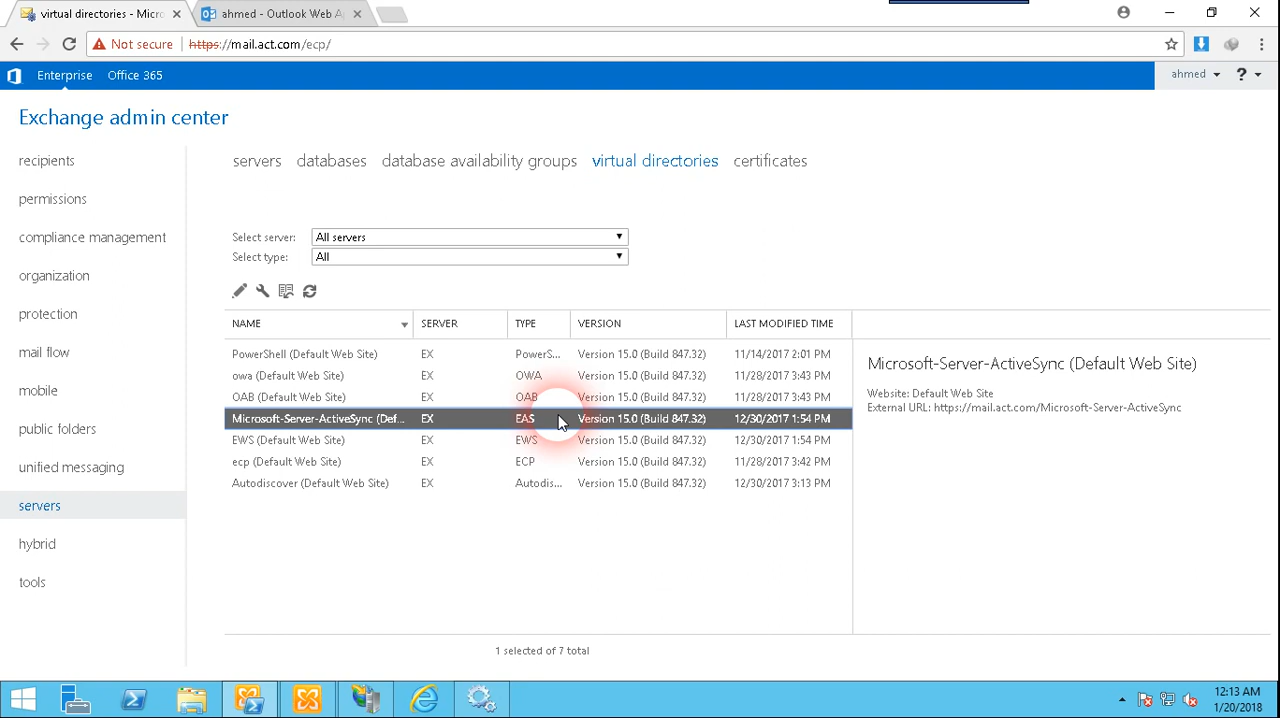 virtual directories - Micro
ahmed - Outlook Web A
Not secure
https://mail.act.com/ecp/
Enterprise
Office 365
ahmed
?
Exchange admin center
recipients
permissions
compliance management
organization
protection
mail flow
mobile
public folders
unified messaging
servers
hybrid
tools
servers databases database availability groups virtual directories certificates
Select server: All servers
Select type: All
NAME SERVER TYPE VERSION LAST MODIFIED TIME
PowerShell (Default Web Site) EX PowerS... Version 15.0 (Build 847.32) 11/14/2017 2:01 PM
owa (Default Web Site) EX OWA Version 15.0 (Build 847.32) 11/28/2017 3:43 PM
OAB (Default Web Site) EX OAB Version 15.0 (Build 847.32) 11/28/2017 3:43 PM
Microsoft-Server-ActiveSync (Def... EX EAS Version 15.0 (Build 847.32) 12/30/2017 1:54 PM
EWS (Default Web Site) EX EWS Version 15.0 (Build 847.32) 12/30/2017 1:54 PM
ecp (Default Web Site) EX ECP Version 15.0 (Build 847.32) 11/28/2017 3:42 PM
Autodiscover (Default Web Site) EX Autodis... Version 15.0 (Build 847.32) 12/30/2017 3:13 PM
1 selected of 7 total
Microsoft-Server-ActiveSync (Default Web Site)
Website: Default Web Site
External URL: https://mail.act.com/Microsoft-Server-ActiveSync
12:13 AM
1/20/2018